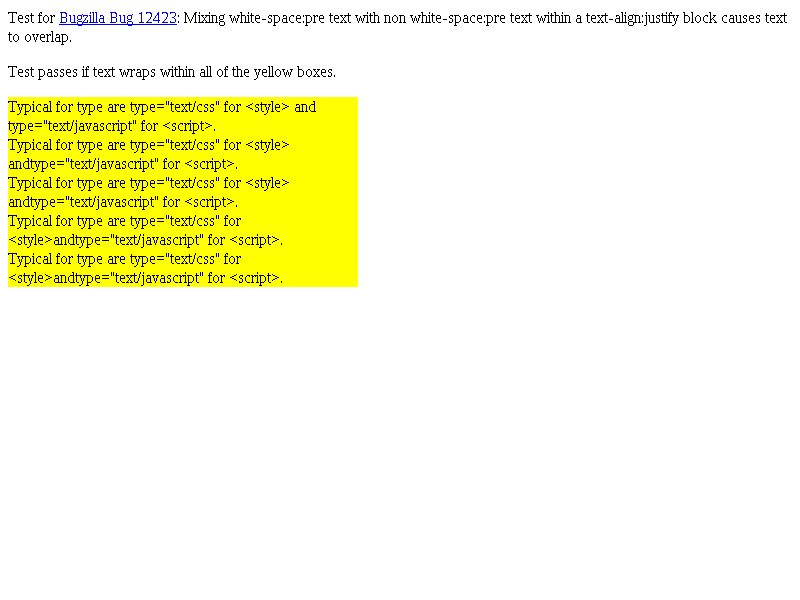 Test for Bugzilla Bug 12423: Mixing white-space:pre text with non white-space:pre text within a text-align:justify block causes text
to overlap.
Test passes if text wraps within all of the yellow boxes.
Typical for type are type="text/css" for <style> and
type="text/javascript" for <script>.
Typical for type are type="text/css" for <style>
andtype="text/javascript" for <script>.
Typical for type are type="text/css" for <style>
andtype="text/javascript" for <script>.
Typical for type are type="text/css" for
<style>andtype="text/javascript" for <script>.
Typical for type are type="text/css" for
<style>andtype="text/javascript" for <script>.